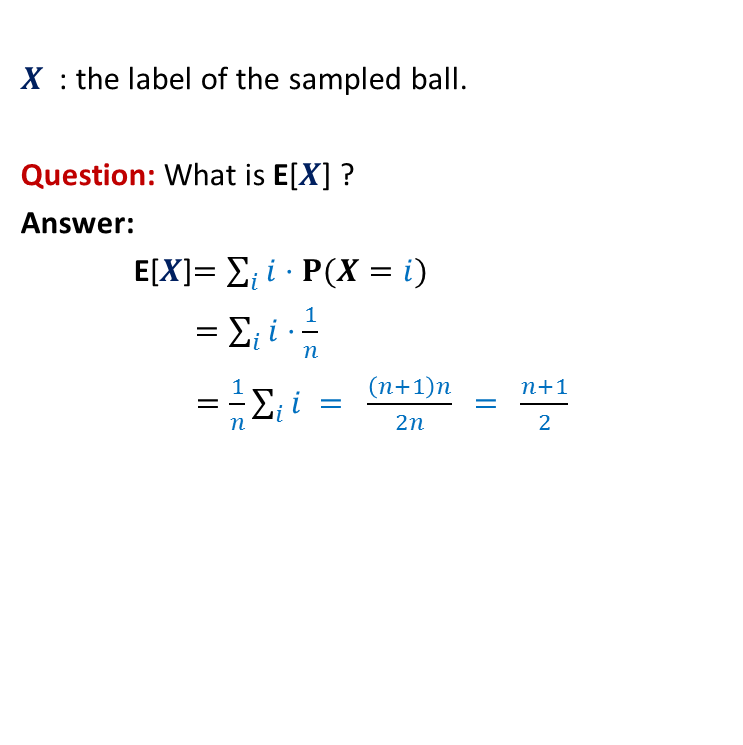 X : the label of the sampled ball.
Question: What is E[X] ?
Answer:
E[X]= ∑ᵢ i · P(X = i)
= ∑ᵢ i · 1/n
= 1/n ∑ᵢ i = (n+1)n/2n = n+1/2